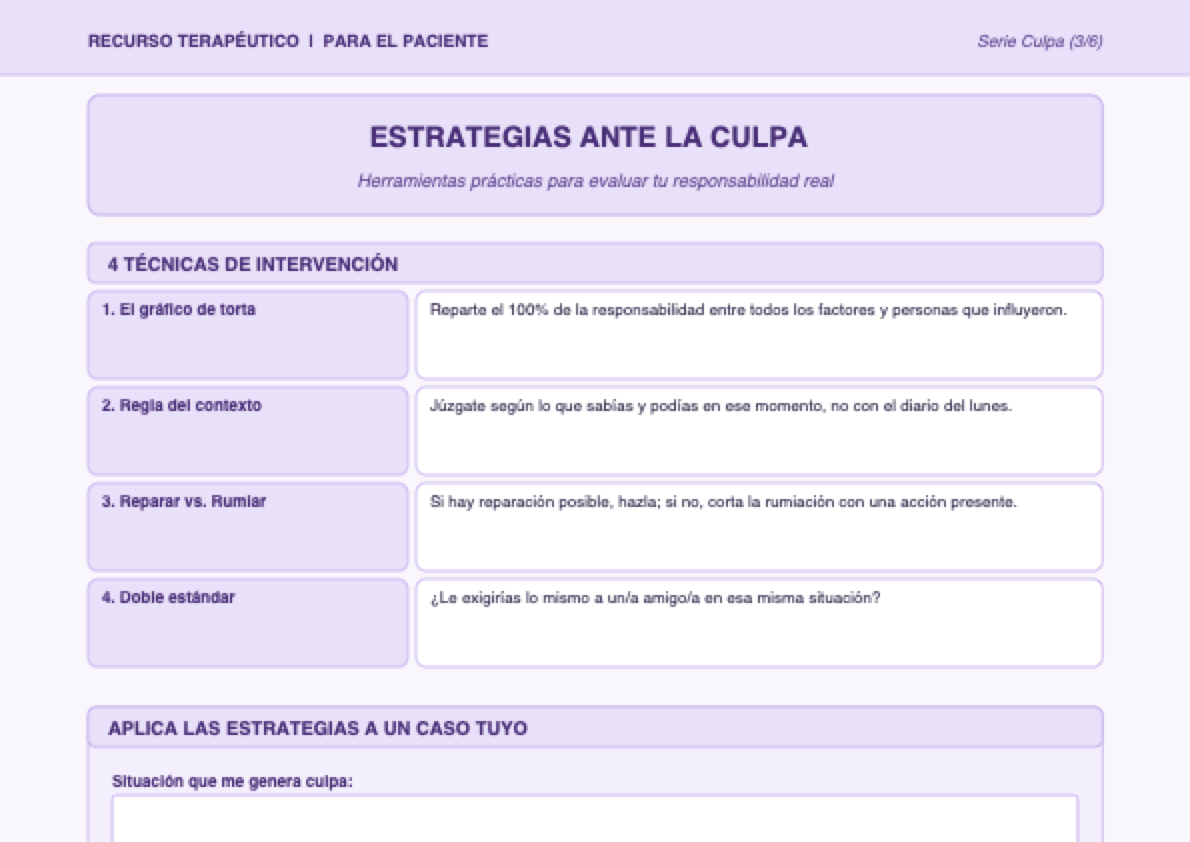 RECURSO TERAPÉUTICO | PARA EL PACIENTE
Serie Culpa (3/6)
ESTRATEGIAS ANTE LA CULPA
Herramientas prácticas para evaluar tu responsabilidad real
4 TÉCNICAS DE INTERVENCIÓN
1. El gráfico de torta
Reparte el 100% de la responsabilidad entre todos los factores y personas que influyeron.
2. Regla del contexto
Júzgate según lo que sabías y podías en ese momento, no con el diario del lunes.
3. Reparar vs. Rumiar
Si hay reparación posible, hazla; si no, corta la rumiación con una acción presente.
4. Doble estándar
¿Le exigirías lo mismo a un/a amigo/a en esa misma situación?
APLICA LAS ESTRATEGIAS A UN CASO TUYO
Situación que me genera culpa: